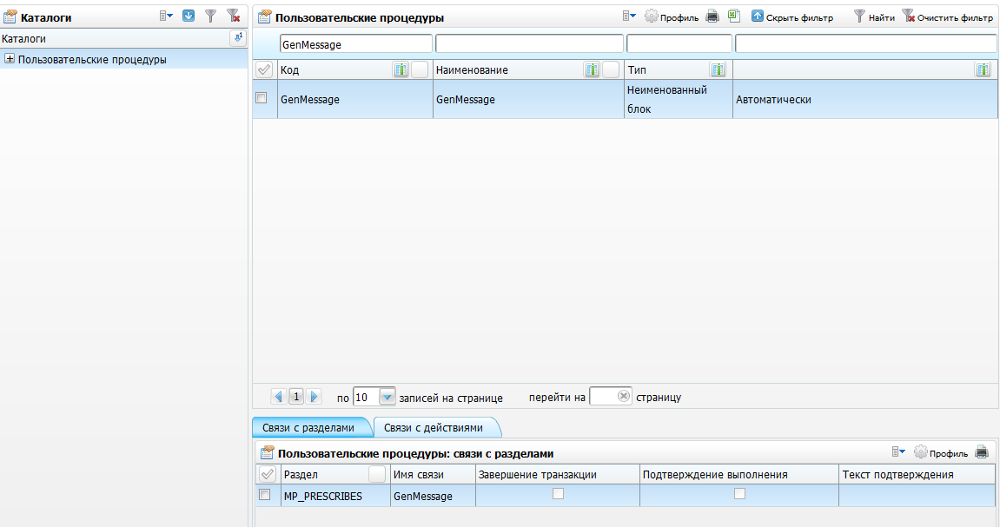 Каталоги
Каталоги
Пользовательские процедуры
Пользовательские процедуры
Профиль
Скрыть фильтр
Найти
Очистить фильтр
GenMessage
Код
Наименование
Тип
GenMessage
GenMessage
Неименованный
блок
Автоматически
1
по 10 записей на странице
перейти на страницу
Связи с разделами
Связи с действиями
Пользовательские процедуры: связи с разделами
Профиль
Раздел
Имя связи
Завершение транзакции
Подтверждение выполнения
Текст подтверждения
MP_PRESCRIBES
GenMessage